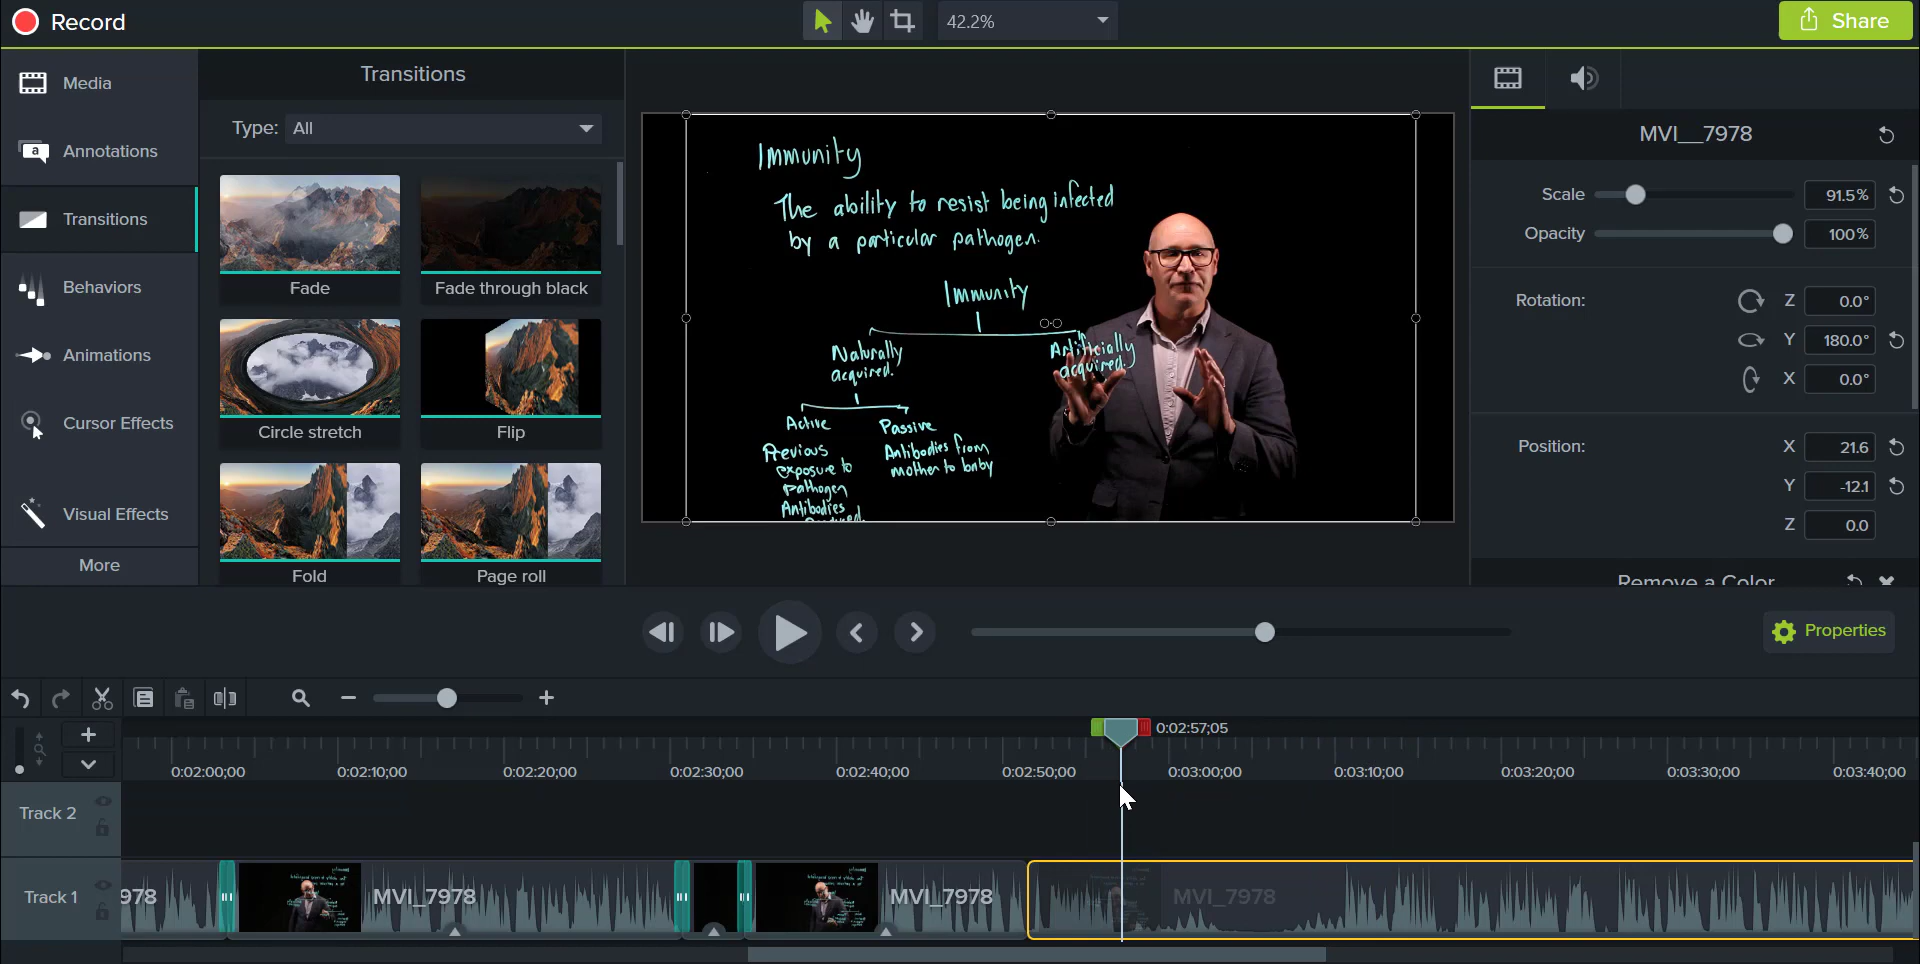 Record
42.2%
Share
Media
Annotations
Transitions
Behaviors
Animations
Cursor Effects
Visual Effects
More
Transitions
Type: All
Fade
Fade through black
Circle stretch
Flip
Fold
Page roll
Immunity
The ability to resist being infected
by a particular pathogen.
Immunity
Naturally
acquired.
Artificially
acquired.
Active
Previous
exposure to
pathogen
Antibodies
Passive
Antibodies from
mother to baby
MVI__7978
Scale 91.5%
Opacity 100%
Rotation: Z 0.0°
Y 180.0°
X 0.0°
Position: X 21.6
Y -12.1
Z 0.0
Remove a Color
Properties
0:02:57;05
0:02:00;00 0:02:10;00 0:02:20;00 0:02:30;00 0:02:40;00 0:02:50;00 0:03:00;00 0:03:10;00 0:03:20;00 0:03:30;00 0:03:40;00
Track 2
Track 1
978 MVI_7978 MVI_7978 MVI_7978